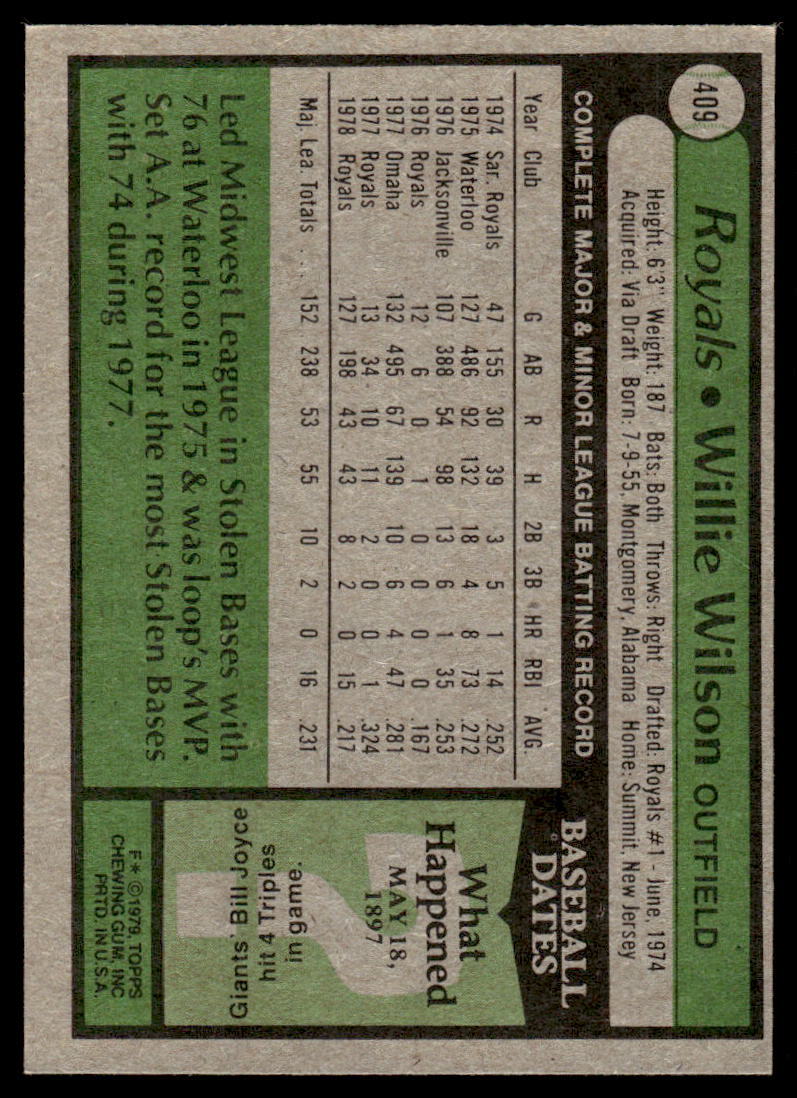 409
Royals • Willie Wilson OUTFIELD
Height: 6'3" Weight: 187 Bats: Both Throws: Right Drafted: Royals #1 - June, 1974
Acquired: Via Draft Born: 7-9-55, Montgomery, Alabama Home: Summit, New Jersey
COMPLETE MAJOR & MINOR LEAGUE BATTING RECORD
Year Club G AB R H 2B 3B HR RBI AVG.
1974 Sar. Royals 47 155 30 39 3 5 1 14 .252
1975 Waterloo 127 486 92 132 18 4 8 73 .272
1976 Jacksonville 107 388 54 98 13 6 1 35 .253
1976 Royals 12 6 0 1 0 0 0 0 .167
1977 Omaha 132 495 67 139 10 6 4 47 .281
1977 Royals 13 34 10 11 2 0 0 1 .324
1978 Royals 127 198 43 43 8 2 0 15 .217
Maj. Lea. Totals .... 152 238 53 55 10 2 0 16 .231
Led Midwest League in Stolen Bases with
76 at Waterloo in 1975 & was loop's MVP.
Set A.A. record for the most Stolen Bases
with 74 during 1977.
BASEBALL
DATES
What
Happened
MAY 18,
1897
Giants' Bill Joyce
hit 4 Triples
in game.
F* © 1979, TOPPS
CHEWING GUM, INC
PRTD. IN U.S.A.